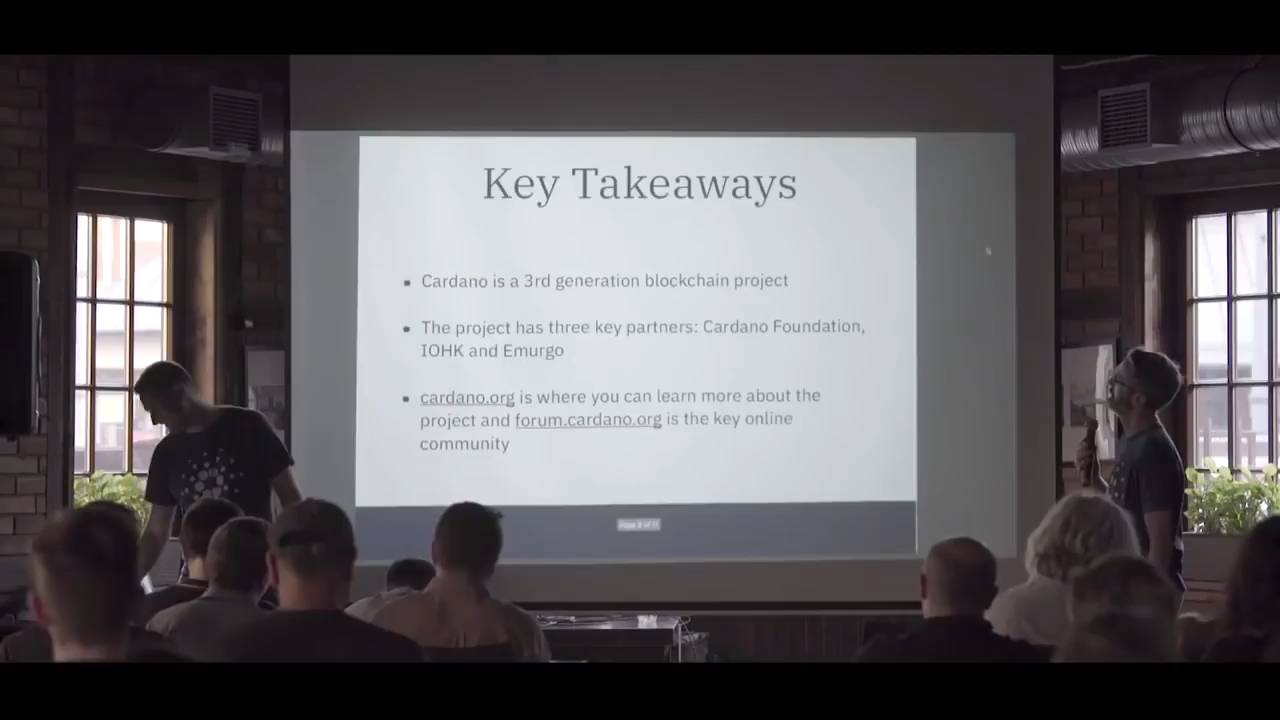 Key Takeaways
Cardano is a 3rd generation blockchain project
The project has three key partners: Cardano Foundation,
IOHK and Emurgo
cardano.org is where you can learn more about the
project and forum.cardano.org is the key online
community